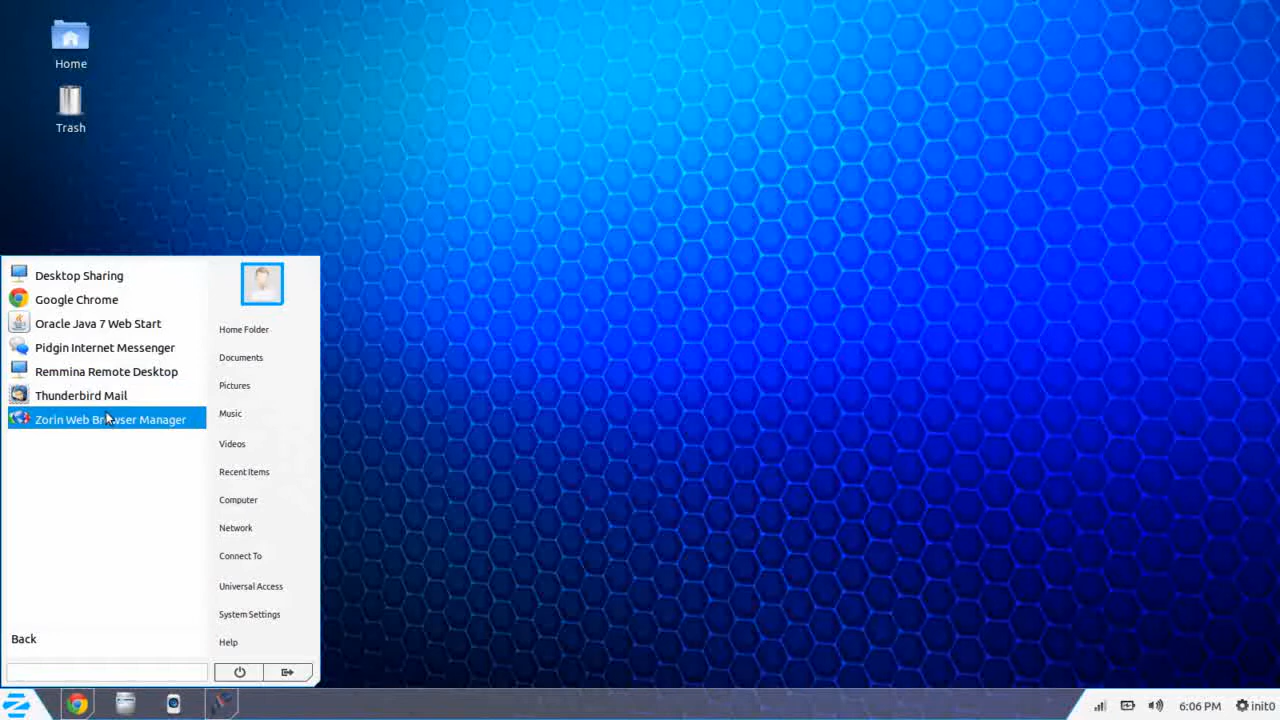 Home
Trash
Desktop Sharing
Google Chrome
Oracle Java 7 Web Start
Pidgin Internet Messenger
Remmina Remote Desktop
Thunderbird Mail
Zorin Web Browser Manager
Back
Home Folder
Documents
Pictures
Music
Videos
Recent Items
Computer
Network
Connect To
Universal Access
System Settings
Help
6:06 PM
init0